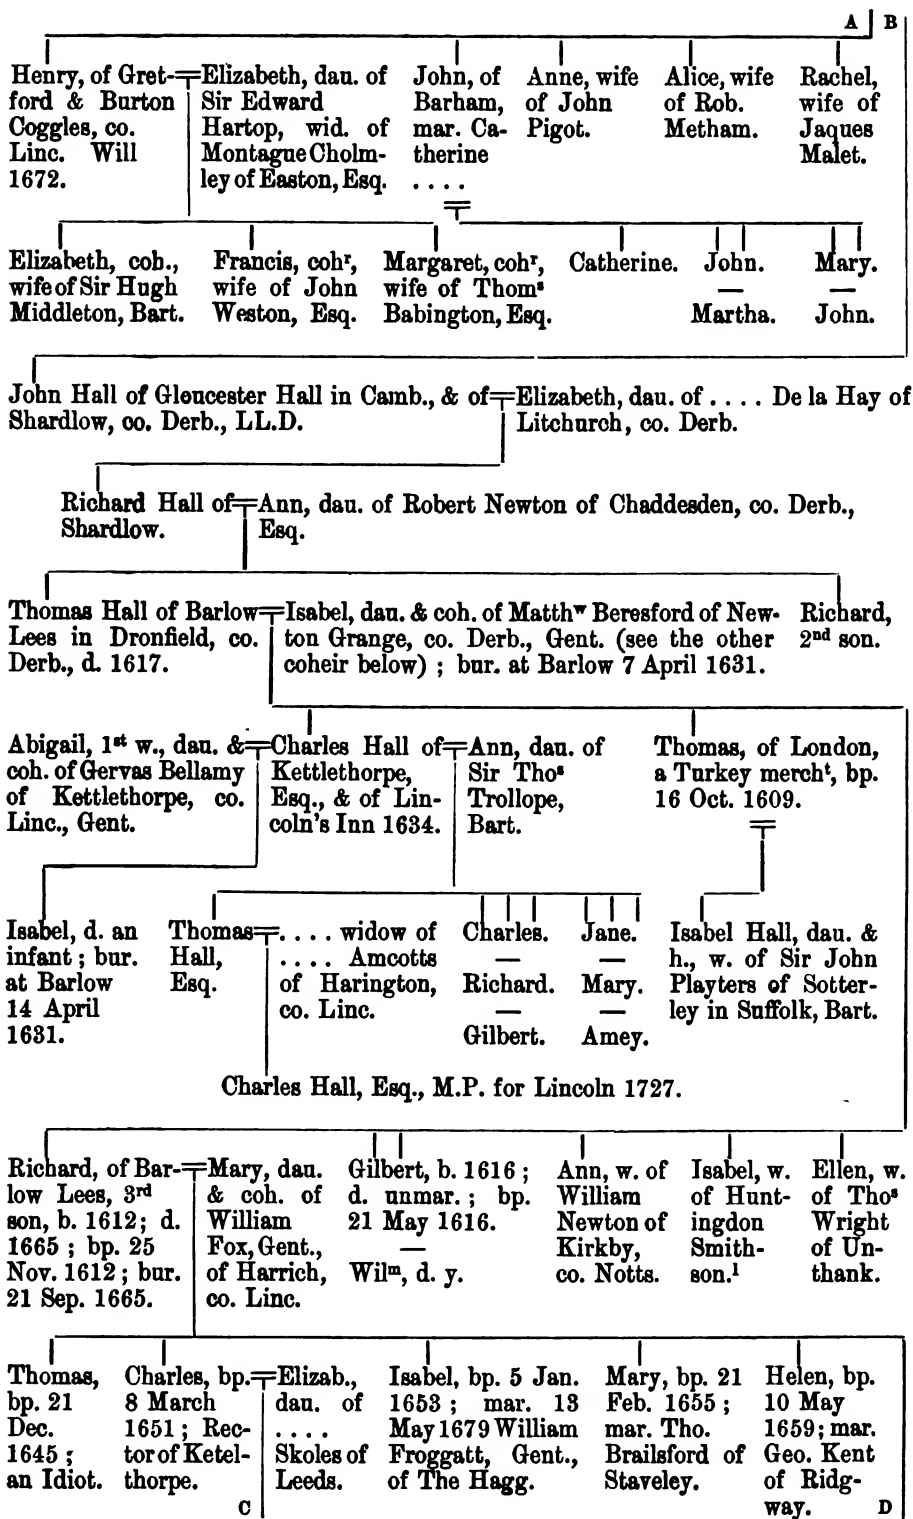 A | B
Henry, of Gret-
ford & Burton
Coggles, co.
Linc. Will
1672.
Elizabeth, dau. of
Sir Edward
Hartop, wid. of
Montague Cholm-
ley of Easton, Esq.
John, of
Barham,
mar. Ca-
therine
. . . .
Anne, wife
of John
Pigot.
Alice, wife
of Rob.
Metham.
Rachel,
wife of
Jaques
Malet.
Elizabeth, coh.,
wife of Sir Hugh
Middleton, Bart.
Francis, cohʳ,
wife of John
Weston, Esq.
Margaret, cohʳ,
wife of Thomˢ
Babington, Esq.
Catherine.
John.
—
Martha.
Mary.
—
John.
John Hall of Gloucester Hall in Camb., & of
Shardlow, co. Derb., LL.D.
Elizabeth, dau. of . . . . De la Hay of
Litchurch, co. Derb.
Richard Hall of
Shardlow.
Ann, dau. of Robert Newton of Chaddesden, co. Derb.,
Esq.
Thomas Hall of Barlow
Lees in Dronfield, co.
Derb., d. 1617.
Isabel, dau. & coh. of Matthʷ Beresford of New-
ton Grange, co. Derb., Gent. (see the other
coheir below) ; bur. at Barlow 7 April 1631.
Richard,
2ⁿᵈ son.
Abigail, 1ˢᵗ w., dau. &
coh. of Gervas Bellamy
of Kettlethorpe, co.
Linc., Gent.
Charles Hall of
Kettlethorpe,
Esq., & of Lin-
coln's Inn 1634.
Ann, dau. of
Sir Thoˢ
Trollope,
Bart.
Thomas, of London,
a Turkey merchᵗ, bp.
16 Oct. 1609.
Isabel, d. an
infant ; bur.
at Barlow
14 April
1631.
Thomas
Hall,
Esq.
. . . . widow of
. . . . Amcotts
of Harington,
co. Linc.
Charles.
—
Richard.
—
Gilbert.
Jane.
—
Mary.
—
Amey.
Isabel Hall, dau. &
h., w. of Sir John
Playters of Sotter-
ley in Suffolk, Bart.
Charles Hall, Esq., M.P. for Lincoln 1727.
Richard, of Bar-
low Lees, 3ʳᵈ
son, b. 1612; d.
1665 ; bp. 25
Nov. 1612 ; bur.
21 Sep. 1665.
Mary, dau.
& coh. of
William
Fox, Gent.,
of Harrich,
co. Linc.
Gilbert, b. 1616 ;
d. unmar. ; bp.
21 May 1616.
—
Wilᵐ, d. y.
Ann, w. of
William
Newton of
Kirkby,
co. Notts.
Isabel, w.
of Hunt-
ingdon
Smith-
son.¹
Ellen, w.
of Thoˢ
Wright
of Un-
thank.
Thomas,
bp. 21
Dec.
1645 ;
an Idiot.
Charles, bp.
8 March
1651 ; Rec-
tor of Ketel-
thorpe.
C
Elizab.,
dau. of
. . . .
Skoles of
Leeds.
Isabel, bp. 5 Jan.
1653 ; mar. 13
May 1679 William
Froggatt, Gent.,
of The Hagg.
Mary, bp. 21
Feb. 1655 ;
mar. Tho.
Brailsford of
Staveley.
Helen, bp.
10 May
1659; mar.
Geo. Kent
of Ridg-
way.
D